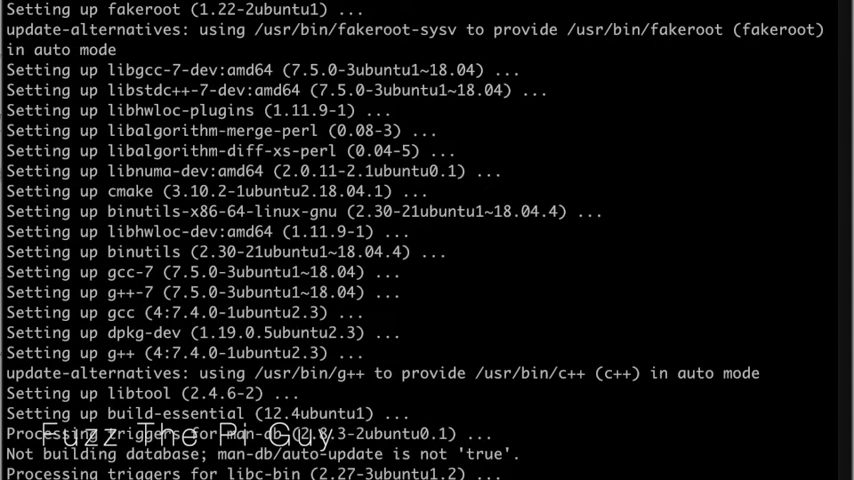 Setting up fakeroot (1.22-2ubuntu1) ...
update-alternatives: using /usr/bin/fakeroot-sysv to provide /usr/bin/fakeroot (fakeroot)
in auto mode
Setting up libgcc-7-dev:amd64 (7.5.0-3ubuntu1~18.04) ...
Setting up libstdc++-7-dev:amd64 (7.5.0-3ubuntu1~18.04) ...
Setting up libhwloc-plugins (1.11.9-1) ...
Setting up libalgorithm-merge-perl (0.08-3) ...
Setting up libalgorithm-diff-xs-perl (0.04-5) ...
Setting up libnuma-dev:amd64 (2.0.11-2.1ubuntu0.1) ...
Setting up cmake (3.10.2-1ubuntu2.18.04.1) ...
Setting up binutils-x86-64-linux-gnu (2.30-21ubuntu1~18.04.4) ...
Setting up libhwloc-dev:amd64 (1.11.9-1) ...
Setting up binutils (2.30-21ubuntu1~18.04.4) ...
Setting up gcc-7 (7.5.0-3ubuntu1~18.04) ...
Setting up g++-7 (7.5.0-3ubuntu1~18.04) ...
Setting up gcc (4:7.4.0-1ubuntu2.3) ...
Setting up dpkg-dev (1.19.0.5ubuntu2.3) ...
Setting up g++ (4:7.4.0-1ubuntu2.3) ...
update-alternatives: using /usr/bin/g++ to provide /usr/bin/c++ (c++) in auto mode
Setting up libtool (2.4.6-2) ...
Setting up build-essential (12.4ubuntu1) ...
Processing triggers for man-db (2.8.3-2ubuntu0.1) ...
Fuzz The Pi Guy
Not building database; man-db/auto-update is not 'true'.
Processing triggers for libc-bin (2.27-3ubuntu1.2) ...